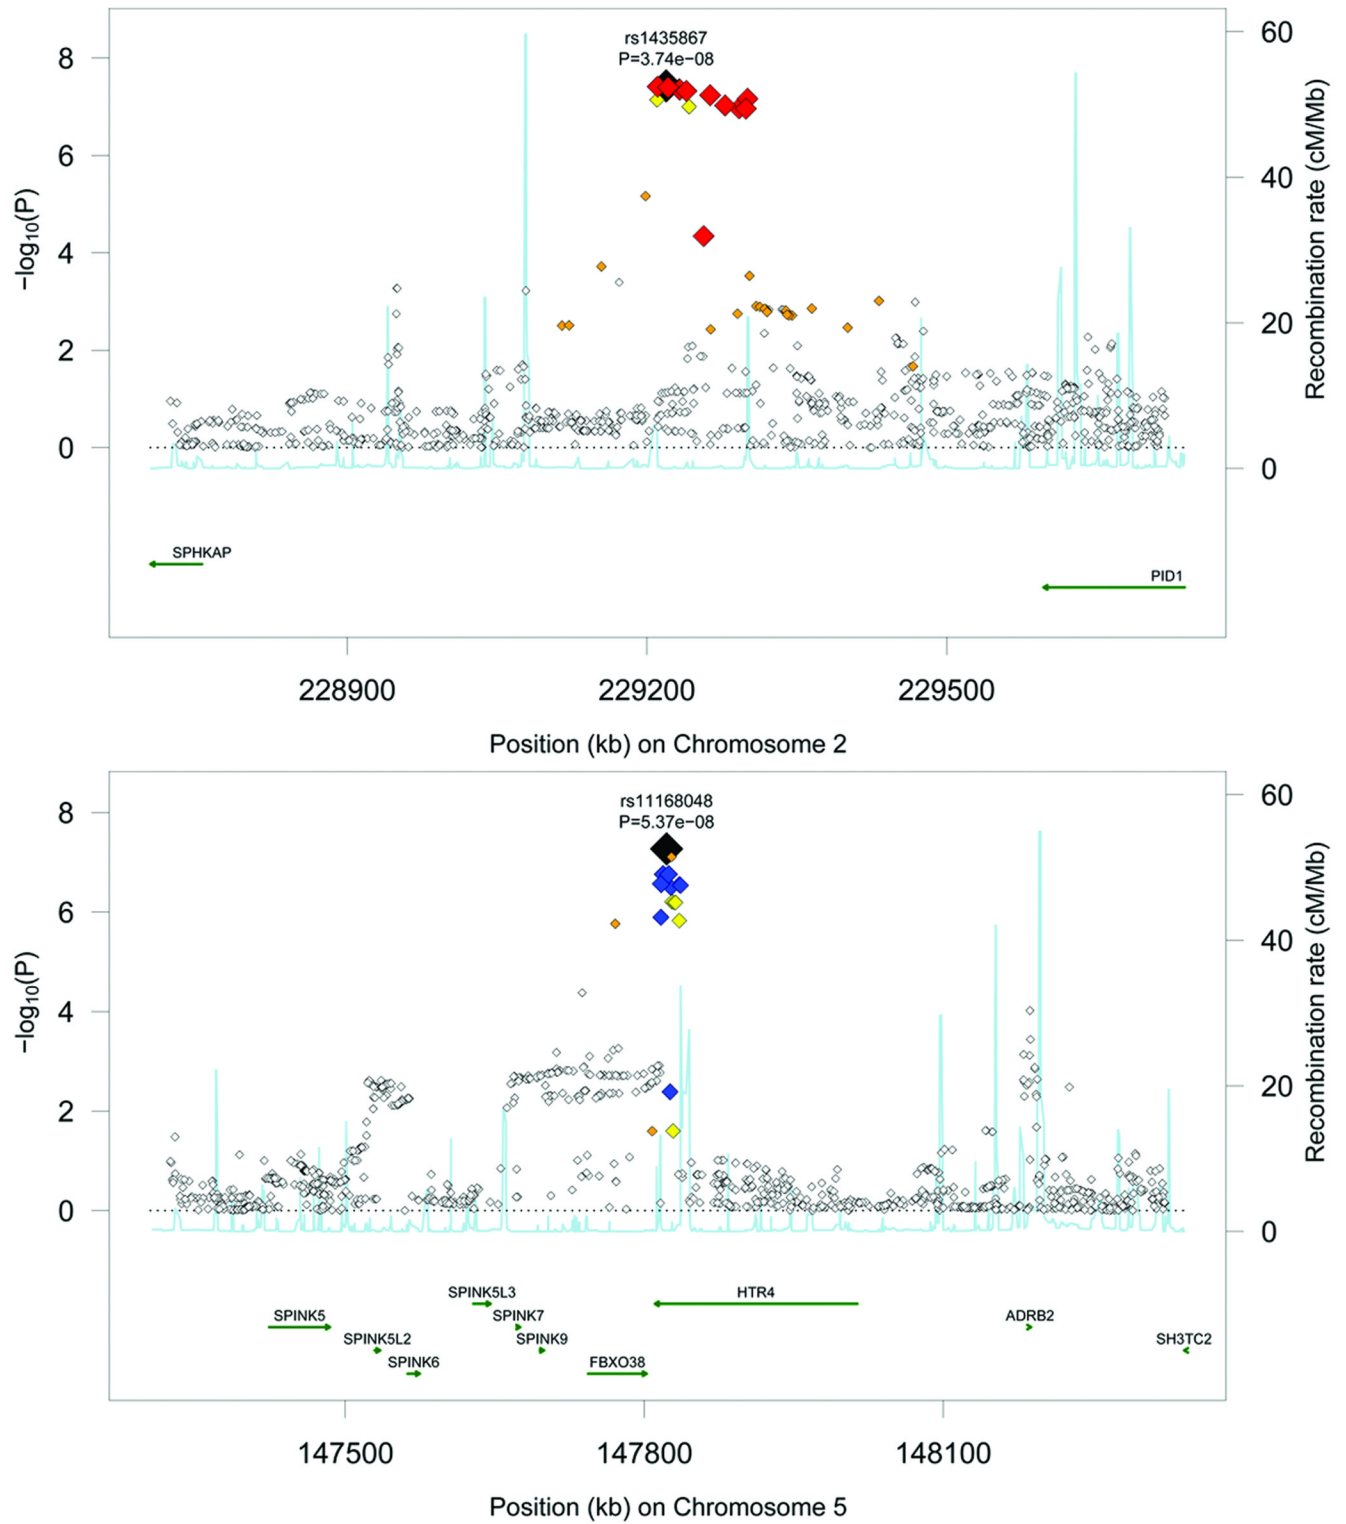 rs1435867
P=3.74e−08
8
6
4
2
0
−log10(P)
60
40
20
0
Recombination rate (cM/Mb)
SPHKAP
PID1
228900
229200
229500
Position (kb) on Chromosome 2
rs11168048
P=5.37e−08
8
6
4
2
0
−log10(P)
60
40
20
0
Recombination rate (cM/Mb)
SPINK5L3
HTR4
SPINK5
SPINK7
ADRB2
SPINK5L2
SPINK9
SH3TC2
SPINK6
FBXO38
147500
147800
148100
Position (kb) on Chromosome 5